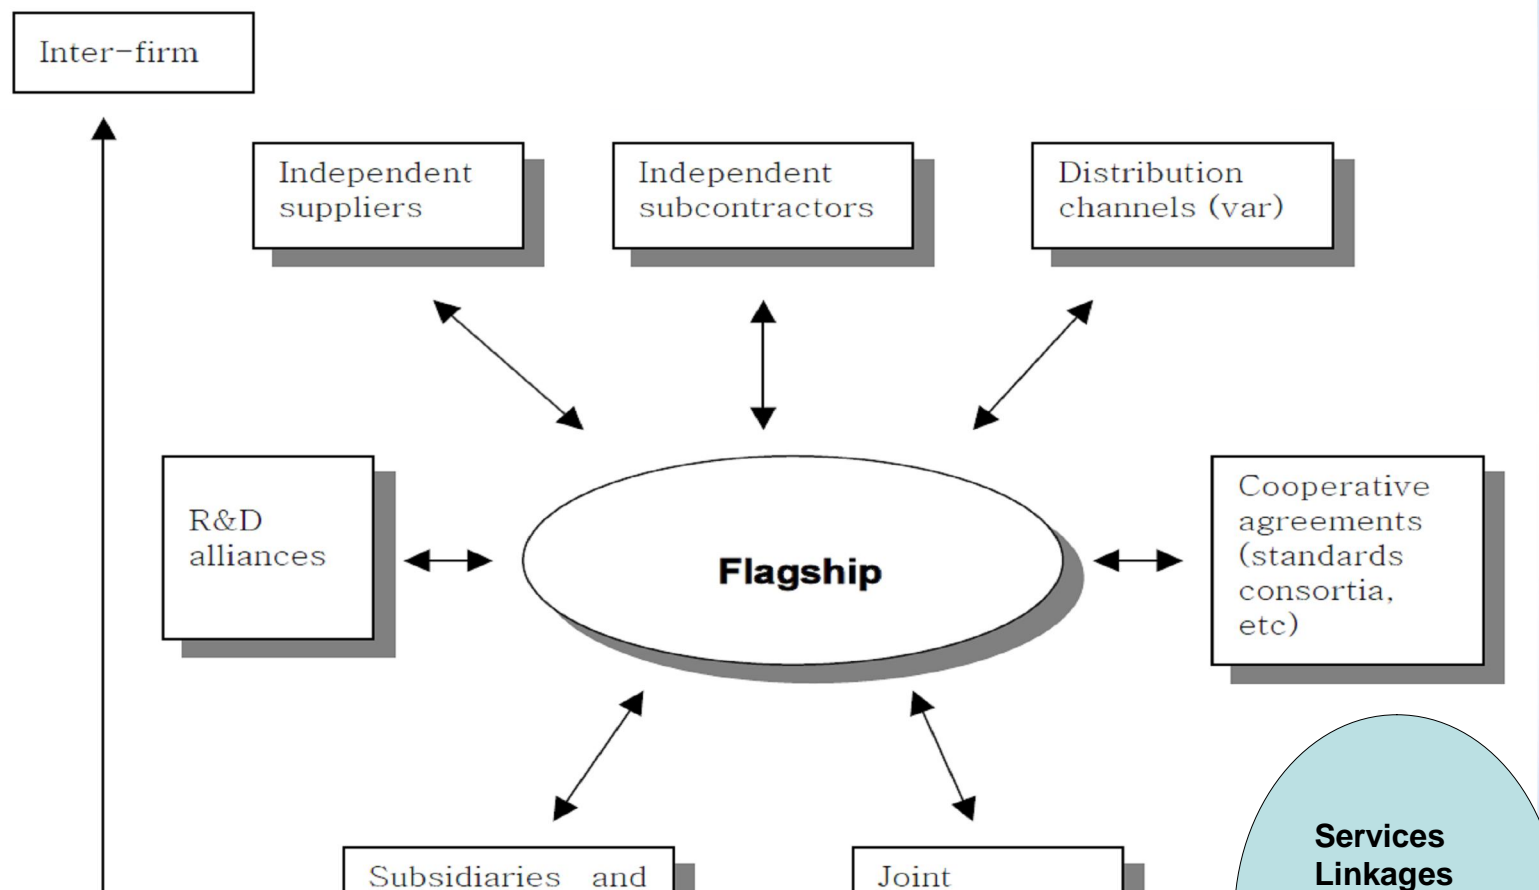 Inter-firm
Independent
suppliers
Independent
subcontractors
Distribution
channels (var)
R&D
alliances
Flagship
Cooperative
agreements
(standards
consortia,
etc)
Subsidiaries and
Joint
Services
Linkages